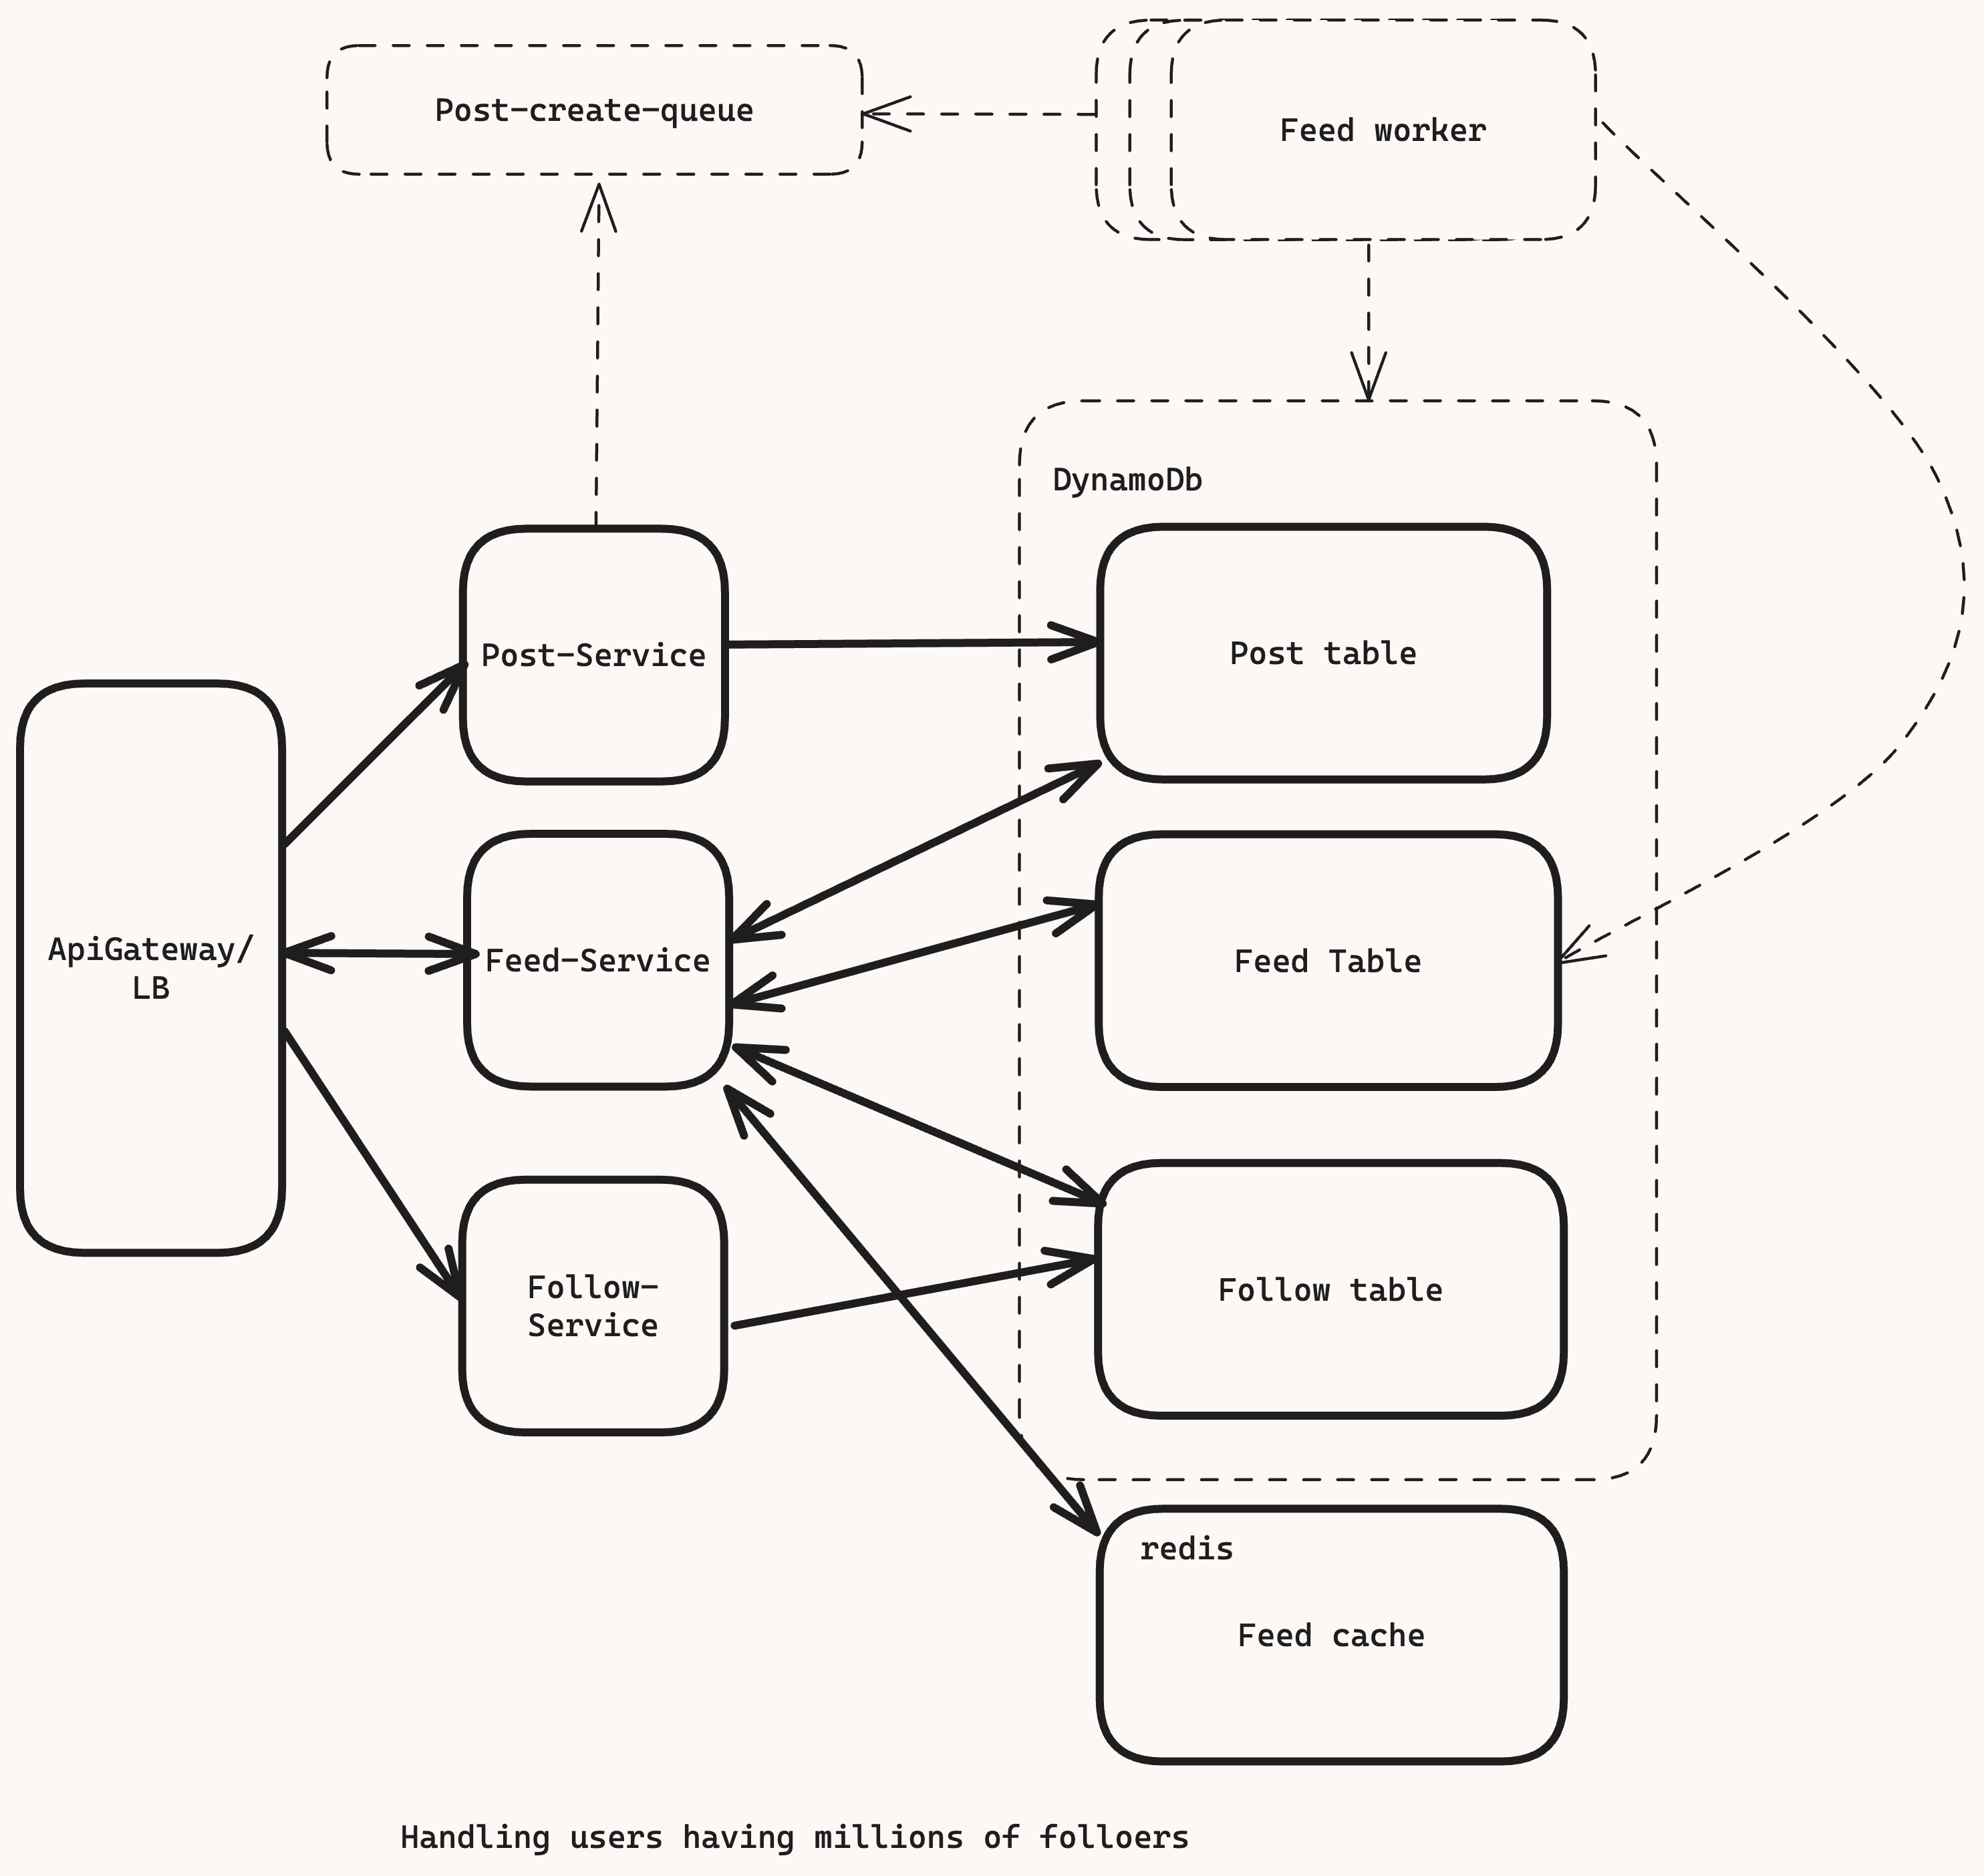 Post-create-queue
Feed worker
DynamoDb
Post-Service
Post table
ApiGateway/
LB
Feed-Service
Feed Table
Follow-
Service
Follow table
redis
Feed cache
Handling users having millions of folloers